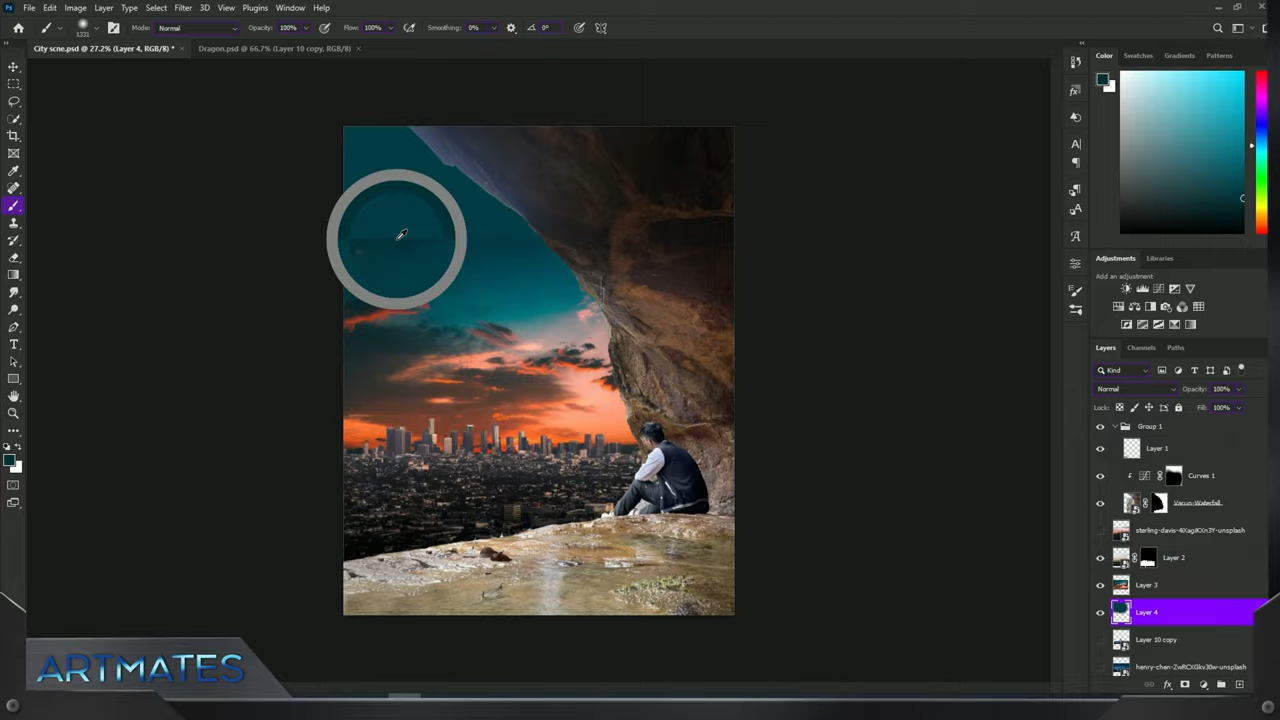 Ps File Edit Image Layer Type Select Filter 3D View Plugins Window Help
1331 Mode: Normal Opacity: 100% Flow: 100% Smoothing: 0% 0°
City scne.psd @ 27.2% (Layer 4, RGB/8) * × Dragon.psd @ 66.7% (Layer 10 copy, RGB/8) ×
Color Swatches Gradients Patterns
Adjustments Libraries
Add an adjustment
Layers Channels Paths
Kind
Normal Opacity: 100%
Lock: Fill: 100%
Group 1
Layer 1
Curves 1
Varun-Waterfall
sterling-davis-4iXagiKXn3Y-unsplash
Layer 2
Layer 3
Layer 4
Layer 10 copy
henry-chen-ZwRCXGkv30w-unsplash
ARTMATES